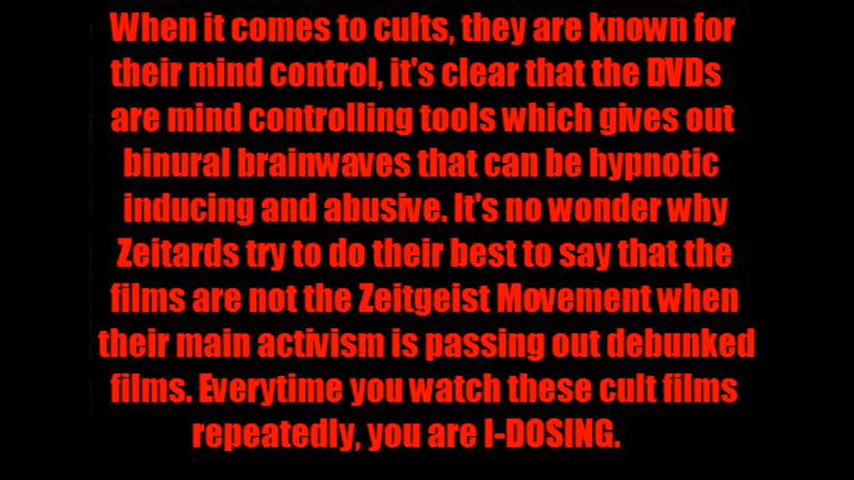 When it comes to cults, they are known for
their mind control, it's clear that the DVDs
are mind controlling tools which gives out
binural brainwaves that can be hypnotic
inducing and abusive. It's no wonder why
Zeitards try to do their best to say that the
films are not the Zeitgeist Movement when
their main activism is passing out debunked
films. Everytime you watch these cult films
repeatedly, you are I-DOSING.